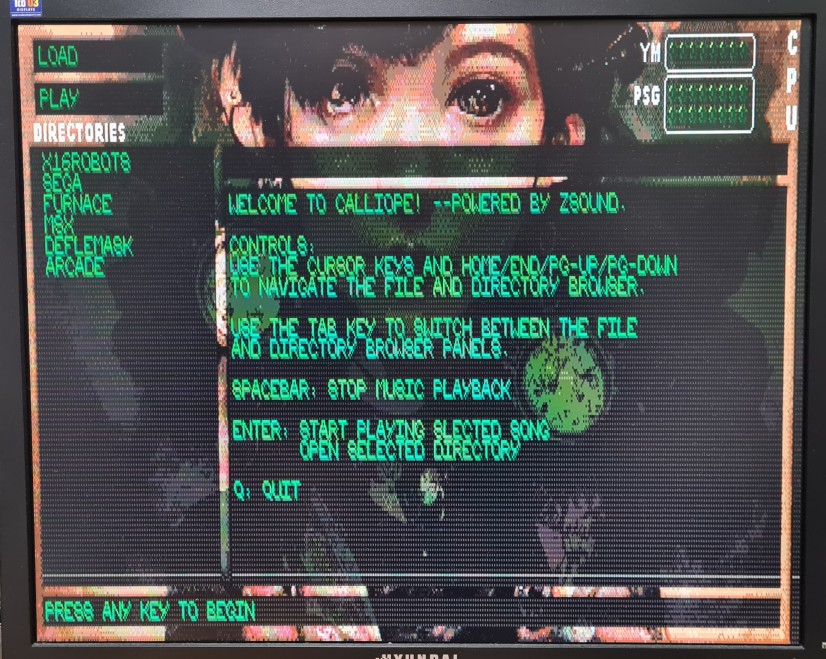 LOAD
PLAY
YM
PSG
CPU
DIRECTORIES
X16ROBOTS
SEGA
FURNACE
MSX
DEFLEMASK
ARCADE
WELCOME TO CALLIOPE! --POWERED BY ZSOUND.
CONTROLS:
USE THE CURSOR KEYS AND HOME/END/PG-UP/PG-DOWN
TO NAVIGATE THE FILE AND DIRECTORY BROWSER.
USE THE TAB KEY TO SWITCH BETWEEN THE FILE
AND DIRECTORY BROWSER PANELS.
SPACEBAR: STOP MUSIC PLAYBACK
ENTER: START PLAYING SLECTED SONG
OPEN SELECTED DIRECTORY
Q: QUIT
PRESS ANY KEY TO BEGIN
HYUNDAI